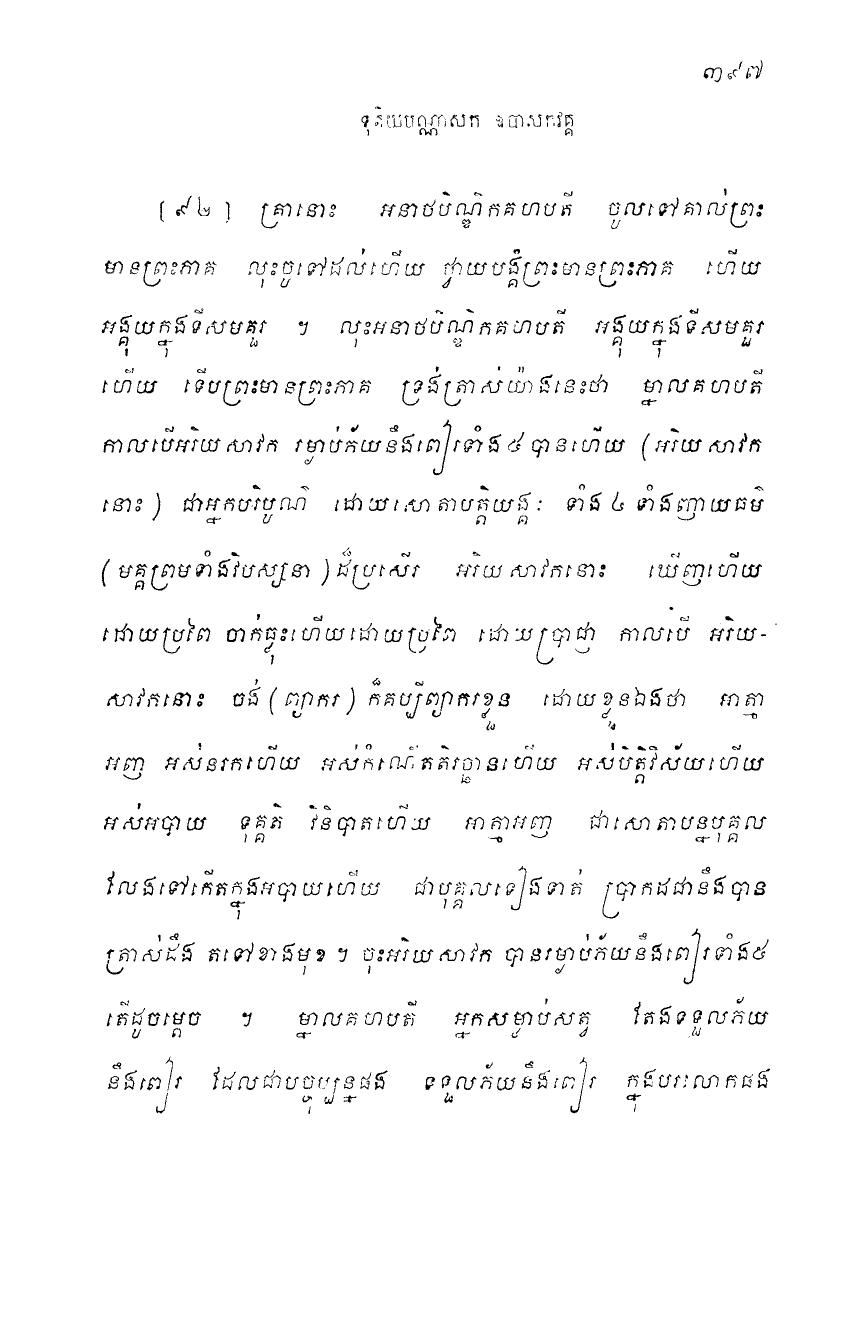 ៣៩៧
ទុតិយបណ្ណាសក ឧបាសកវគ្គ
[៩២] គ្រានោះ អនាថបិណ្ឌិកគហបតី ចូលទៅគាល់ព្រះ
មានព្រះភាគ លុះចូទៅដល់ហើយ ថ្វាយបង្គំព្រះមានព្រះភាគ ហើយ
អង្គុយក្នុងទីសមគួរ ។ លុះអនាថបិណ្ឌិកគហបតី អង្គុយក្នុងទីសមគួរ
ហើយ ទើបព្រះមានព្រះភាគ ទ្រង់ត្រាស់យ៉ាងនេះថា ម្នាលគហបតី
កាលបើអរិយសាវក រម្ងាប់ភ័យនឹងពៀរទាំង៥បានហើយ (អរិយសាវក
នោះ) ជាអ្នកបរិបូណ៌ ដោយសោតាបត្តិយង្គៈ ទាំង៤ ទាំងញាយធម៌
(មគ្គព្រមទាំងវិបស្សនា)ដ៏ប្រសើរ អរិយសាវកនោះ ឃើញហើយ
ដោយប្រពៃ ចាក់ធ្លុះហើយដោយប្រពៃ ដោយប្រាជ្ញា កាលបើ អរិយ-
សាវកនោះ ចង់(ព្យាករ)ក៏គប្បីព្យាករខ្លួន ដោយខ្លួនឯងថា អាត្មា
អញ អស់នរកហើយ អស់កំណើតតិរច្ឆានហើយ អស់បិត្តិវិស័យហើយ
អស់អបាយ ទុគ្គតិ វិនិបាតហើយ អាត្មាអញ ជាសោតាបន្នបុគ្គល
វៃលងទៅកើតក្នុងអបាយហើយ ជាបុគ្គលទៀងទាត់ ប្រាកដជានឹងបាន
ត្រាស់ដឹង តទៅខាងមុខ។ ចុះអរិយសាវក បានរម្ងាប់ភ័យនឹងពៀរទាំង៥
តើដូចម្តេច ។ ម្នាលគហបតី អ្នកសម្លាប់សត្វ តែងទទួលភ័យ
នឹងពៀរ ដែលជាបច្ចុប្បន្នផង ទទួលភ័យនឹងពៀរ ក្នុងបរលោកផង